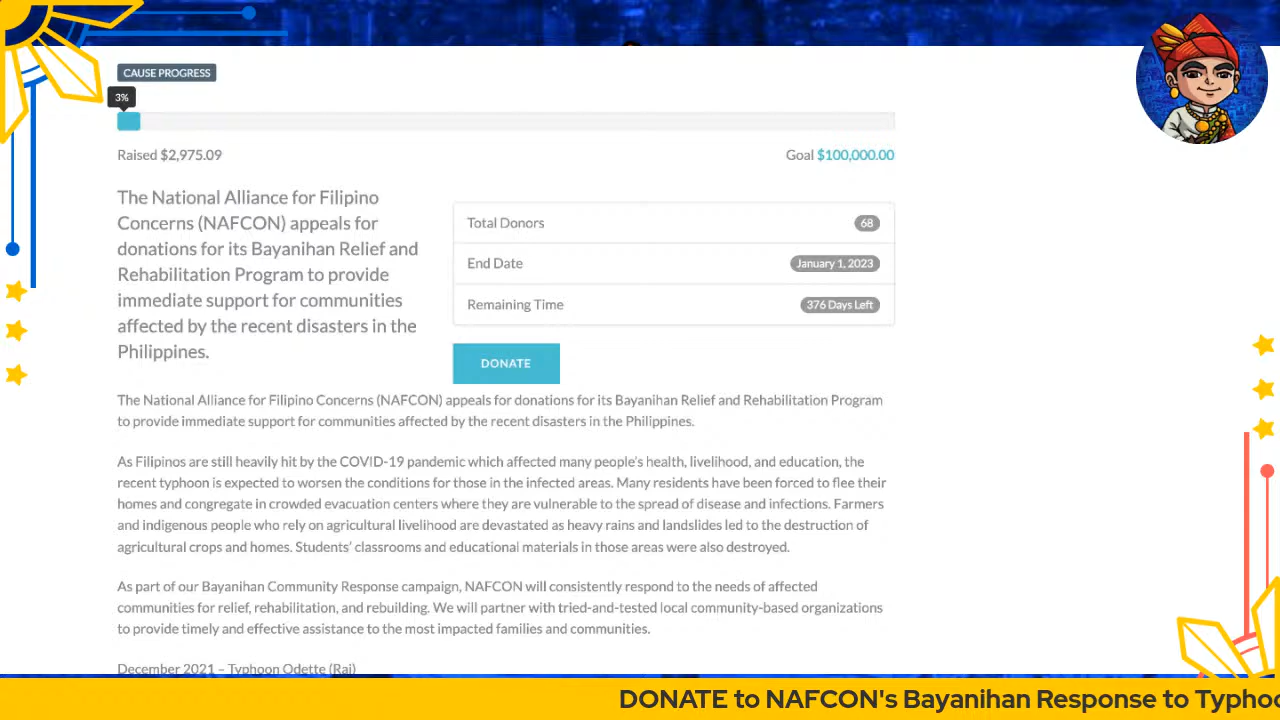 CAUSE PROGRESS
3%
Raised $2,975.09
Goal $100,000.00
The National Alliance for Filipino
Concerns (NAFCON) appeals for
donations for its Bayanihan Relief and
Rehabilitation Program to provide
immediate support for communities
affected by the recent disasters in the
Philippines.
Total Donors 68
End Date January 1, 2023
Remaining Time 376 Days Left
DONATE
The National Alliance for Filipino Concerns (NAFCON) appeals for donations for its Bayanihan Relief and Rehabilitation Program
to provide immediate support for communities affected by the recent disasters in the Philippines.
As Filipinos are still heavily hit by the COVID-19 pandemic which affected many people's health, livelihood, and education, the
recent typhoon is expected to worsen the conditions for those in the infected areas. Many residents have been forced to flee their
homes and congregate in crowded evacuation centers where they are vulnerable to the spread of disease and infections. Farmers
and indigenous people who rely on agricultural livelihood are devastated as heavy rains and landslides led to the destruction of
agricultural crops and homes. Students' classrooms and educational materials in those areas were also destroyed.
As part of our Bayanihan Community Response campaign, NAFCON will consistently respond to the needs of affected
communities for relief, rehabilitation, and rebuilding. We will partner with tried-and-tested local community-based organizations
to provide timely and effective assistance to the most impacted families and communities.
December 2021 – Typhoon Odette (Rai)
DONATE to NAFCON's Bayanihan Response to Typhoo